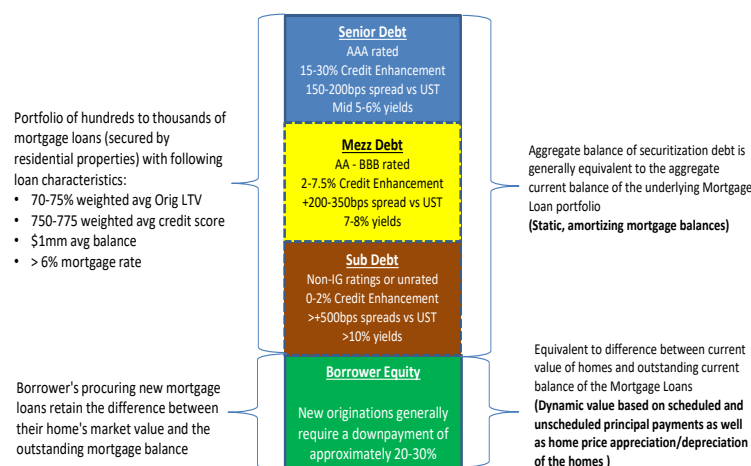 Senior Debt
AAA rated
15-30% Credit Enhancement
150-200bps spread vs UST
Mid 5-6% yields
Portfolio of hundreds to thousands of
mortgage loans (secured by
residential properties) with following
loan characteristics:
• 70-75% weighted avg Orig LTV
• 750-775 weighted avg credit score
• $1mm avg balance
• > 6% mortgage rate
Mezz Debt
AA - BBB rated
2-7.5% Credit Enhancement
+200-350bps spread vs UST
7-8% yields
Aggregate balance of securitization debt is
generally equivalent to the aggregate
current balance of the underlying Mortgage
Loan portfolio
(Static, amortizing mortgage balances)
Sub Debt
Non-IG ratings or unrated
0-2% Credit Enhancement
>+500bps spreads vs UST
>10% yields
Borrower's procuring new mortgage
loans retain the difference between
their home's market value and the
outstanding mortgage balance
Borrower Equity
New originations generally
require a downpayment of
approximately 20-30%
Equivalent to difference between current
value of homes and outstanding current
balance of the Mortgage Loans
(Dynamic value based on scheduled and
unscheduled principal payments as well
as home price appreciation/depreciation
of the homes )